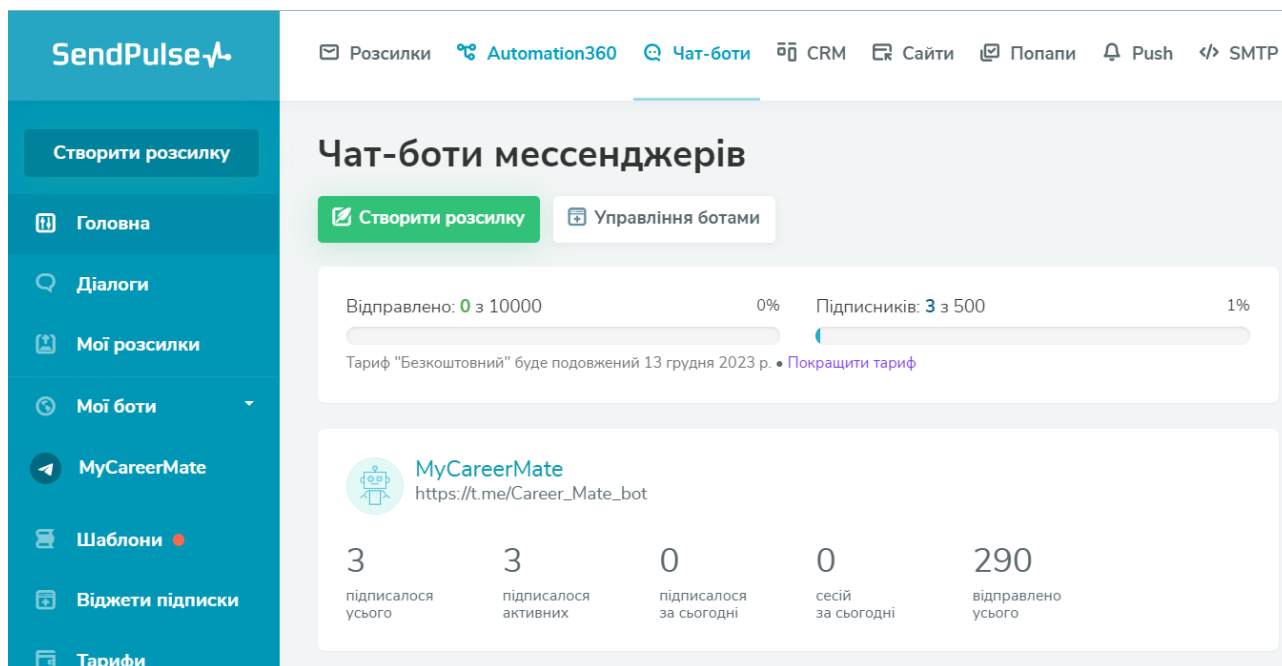 SendPulse
Розсилки Automation360 Чат-боти CRM Сайти Попапи Push SMTP
Створити розсилку
Головна
Діалоги
Мої розсилки
Мої боти
MyCareerMate
Шаблони
Віджети підписки
Тарифи
Чат-боти мессенджерів
Створити розсилку Управління ботами
Відправлено: 0 з 10000 0% Підписників: 3 з 500 1%
Тариф "Безкоштовний" буде подовжений 13 грудня 2023 р. • Покращити тариф
MyCareerMate
https://t.me/Career_Mate_bot
3 3 0 0 290
підписалося підписалося підписалося сесій відправлено
усього активних за сьогодні за сьогодні усього